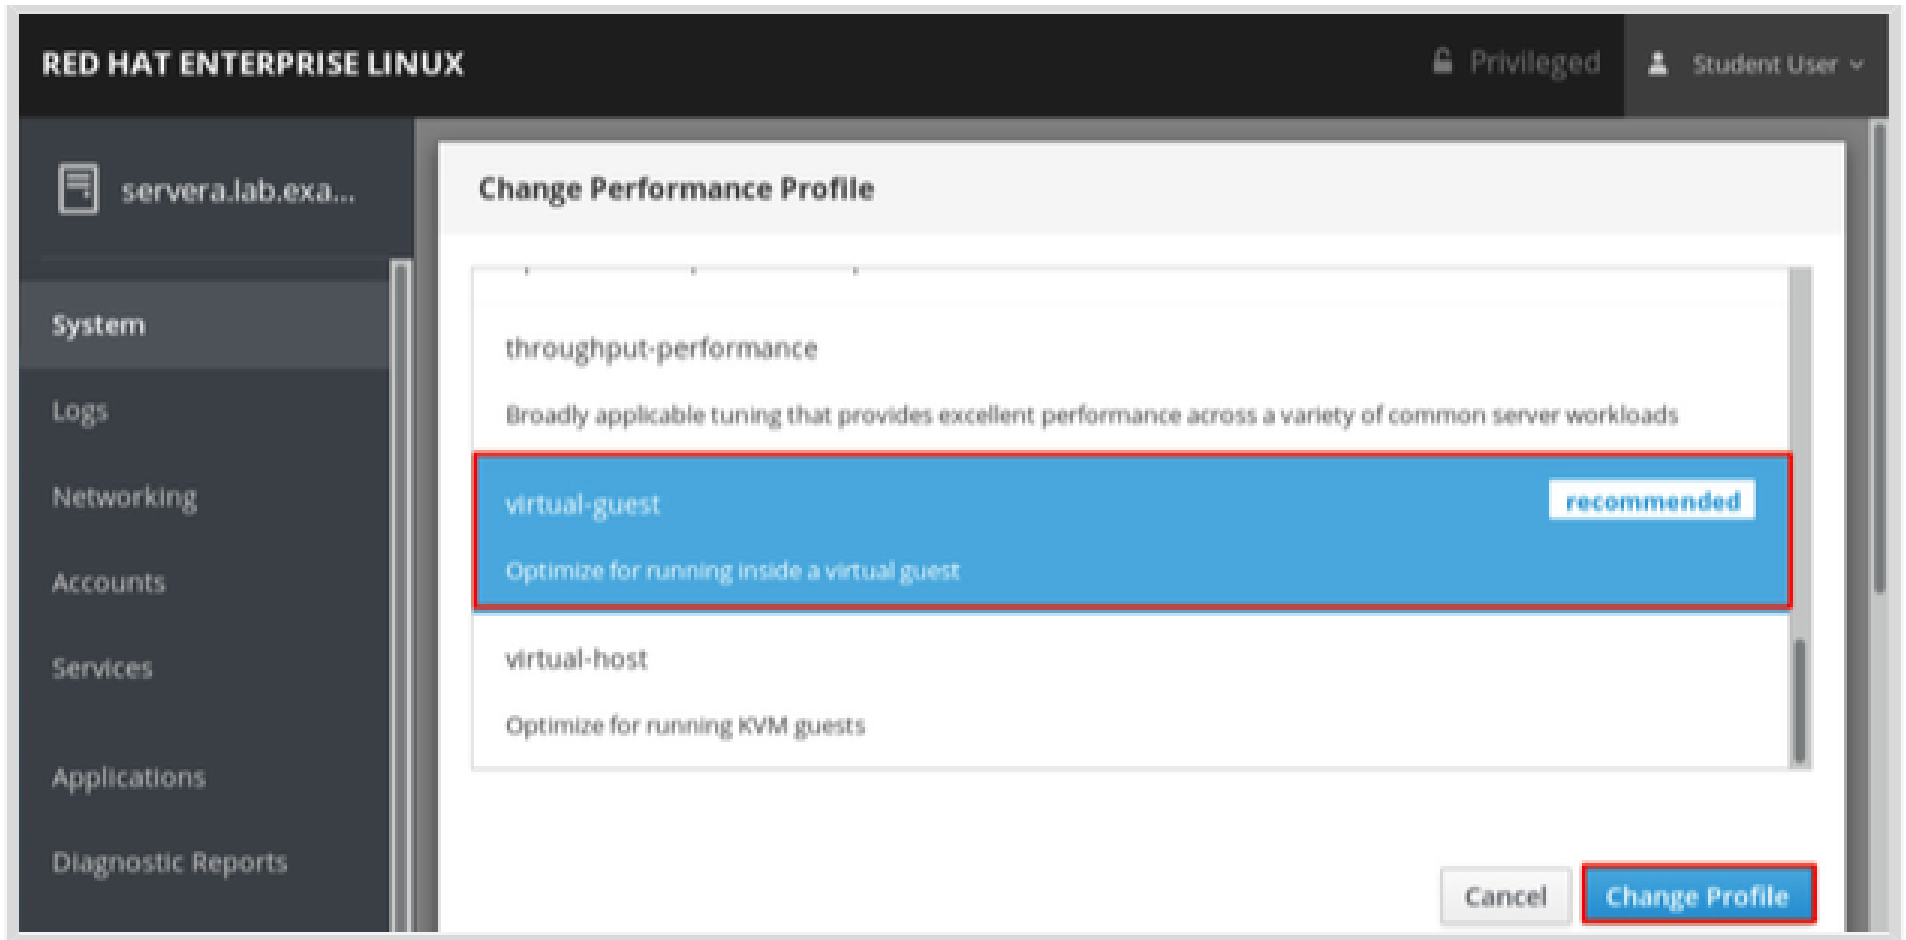 RED HAT ENTERPRISE LINUX
Privileged
Student User
servera.lab.exa...
System
Logs
Networking
Accounts
Services
Applications
Diagnostic Reports
Change Performance Profile
throughput-performance
Broadly applicable tuning that provides excellent performance across a variety of common server workloads
virtual-guest
recommended
Optimize for running inside a virtual guest
virtual-host
Optimize for running KVM guests
Cancel
Change Profile